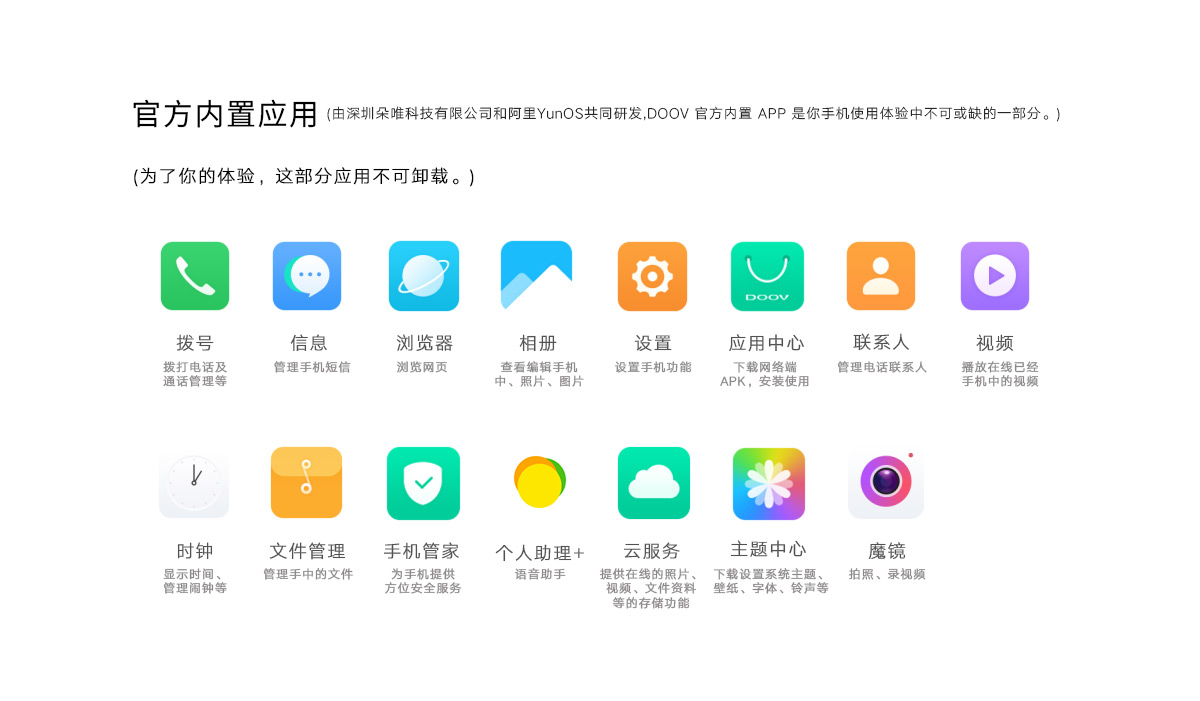 官方内置应用 (由深圳朵唯科技有限公司和阿里YunOS共同研发,DOOV 官方内置 APP 是你手机使用体验中不可或缺的一部分。)
(为了你的体验，这部分应用不可卸载。)
DOOV
拨号
拨打电话及
通话管理等
信息
管理手机短信
浏览器
浏览网页
相册
查看编辑手机
中、照片、图片
设置
设置手机功能
应用中心
下载网络端
APK，安装使用
联系人
管理电话联系人
视频
播放在线已经
手机中的视频
时钟
显示时间、
管理闹钟等
文件管理
管理手中的文件
手机管家
为手机提供
方位安全服务
个人助理+
语音助手
云服务
提供在线的照片、
视频、文件资料
等的存储功能
主题中心
下载设置系统主题、
壁纸、字体、铃声等
魔镜
拍照、录视频